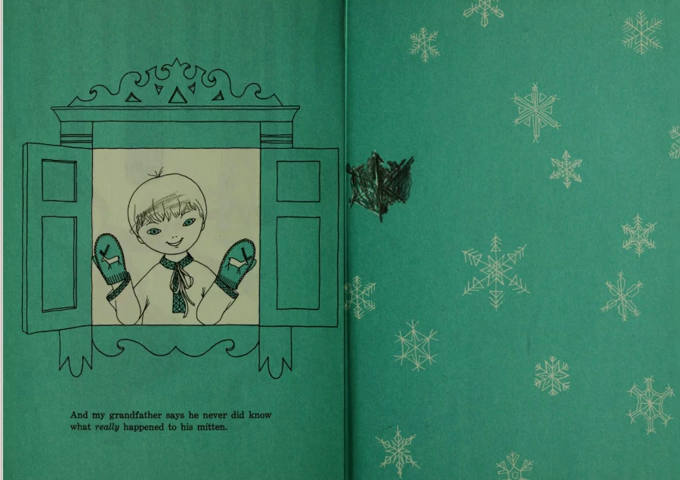 And my grandfather says he never did know
what really happened to his mitten.